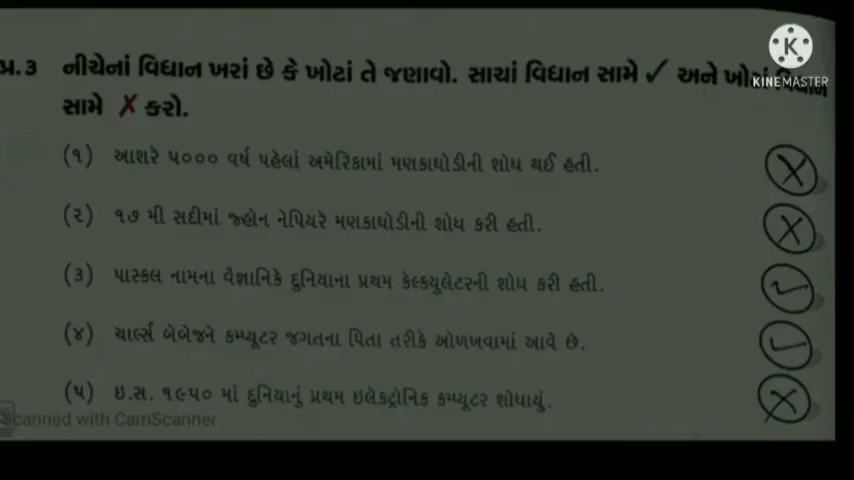 પ્ર.૩ નીચેનાં વિધાન ખરાં છે કે ખોટાં તે જણાવો. સાચાં વિધાન સામે ✓ અને ખોટાં વિધાન
સામે ✗ કરો.
KINEMASTER
(૧) આશરે ૫૦૦૦ વર્ષ પહેલાં અમેરિકામાં મણકાઘોડીની શોધ થઈ હતી. ✗
(૨) ૧૭ મી સદીમાં જ્હોન નેપિયરે મણકાઘોડીની શોધ કરી હતી. ✗
(૩) પાસ્કલ નામના વૈજ્ઞાનિકે દુનિયાના પ્રથમ કેલ્ક્યુલેટરની શોધ કરી હતી. ✓
(૪) ચાર્લ્સ બેબેજને કમ્પ્યૂટર જગતના પિતા તરીકે ઓળખવામાં આવે છે. ✓
(૫) ઇ.સ. ૧૯૫૦ માં દુનિયાનું પ્રથમ ઇલેક્ટ્રોનિક કમ્પ્યૂટર શોધાયું. ✗
Scanned with CamScanner